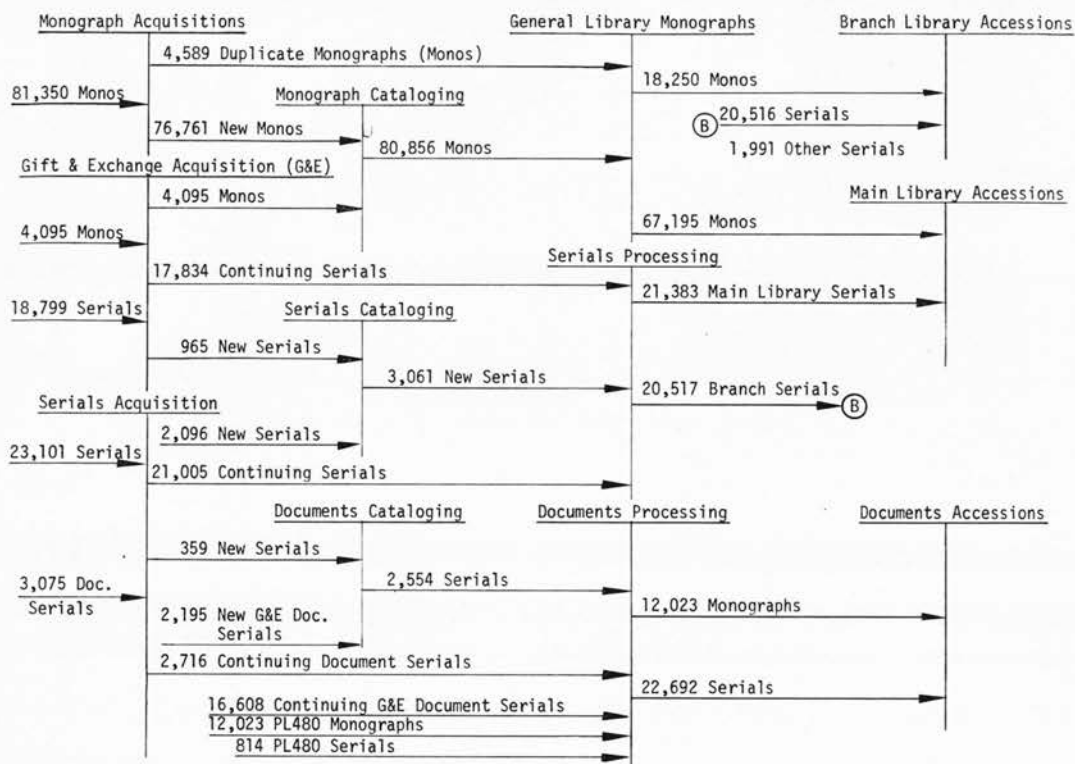 Monograph Acquisitions
General Library Monographs
Branch Library Accessions
4,589 Duplicate Monographs (Monos)
18,250 Monos
81,350 Monos
Monograph Cataloging
20,516 Serials
B
76,761 New Monos
80,856 Monos
1,991 Other Serials
Gift & Exchange Acquisition (G&E)
4,095 Monos
Main Library Accessions
67,195 Monos
4,095 Monos
Serials Processing
17,834 Continuing Serials
21,383 Main Library Serials
18,799 Serials
Serials Cataloging
965 New Serials
3,061 New Serials
20,517 Branch Serials
B
Serials Acquisition
2,096 New Serials
23,101 Serials
21,005 Continuing Serials
Documents Cataloging
Documents Processing
Documents Accessions
359 New Serials
3,075 Doc.
Serials
2,554 Serials
12,023 Monographs
2,195 New G&E Doc.
Serials
2,716 Continuing Document Serials
22,692 Serials
16,608 Continuing G&E Document Serials
12,023 PL480 Monographs
814 PL480 Serials